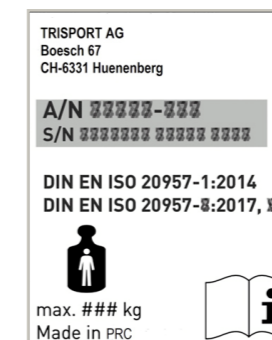 TRISPORT AG
Boesch 67
CH-6331 Huenenberg
A/N
S/N
DIN EN ISO 20957-1:2014
DIN EN ISO
max. ### kg
Made in PRC
i